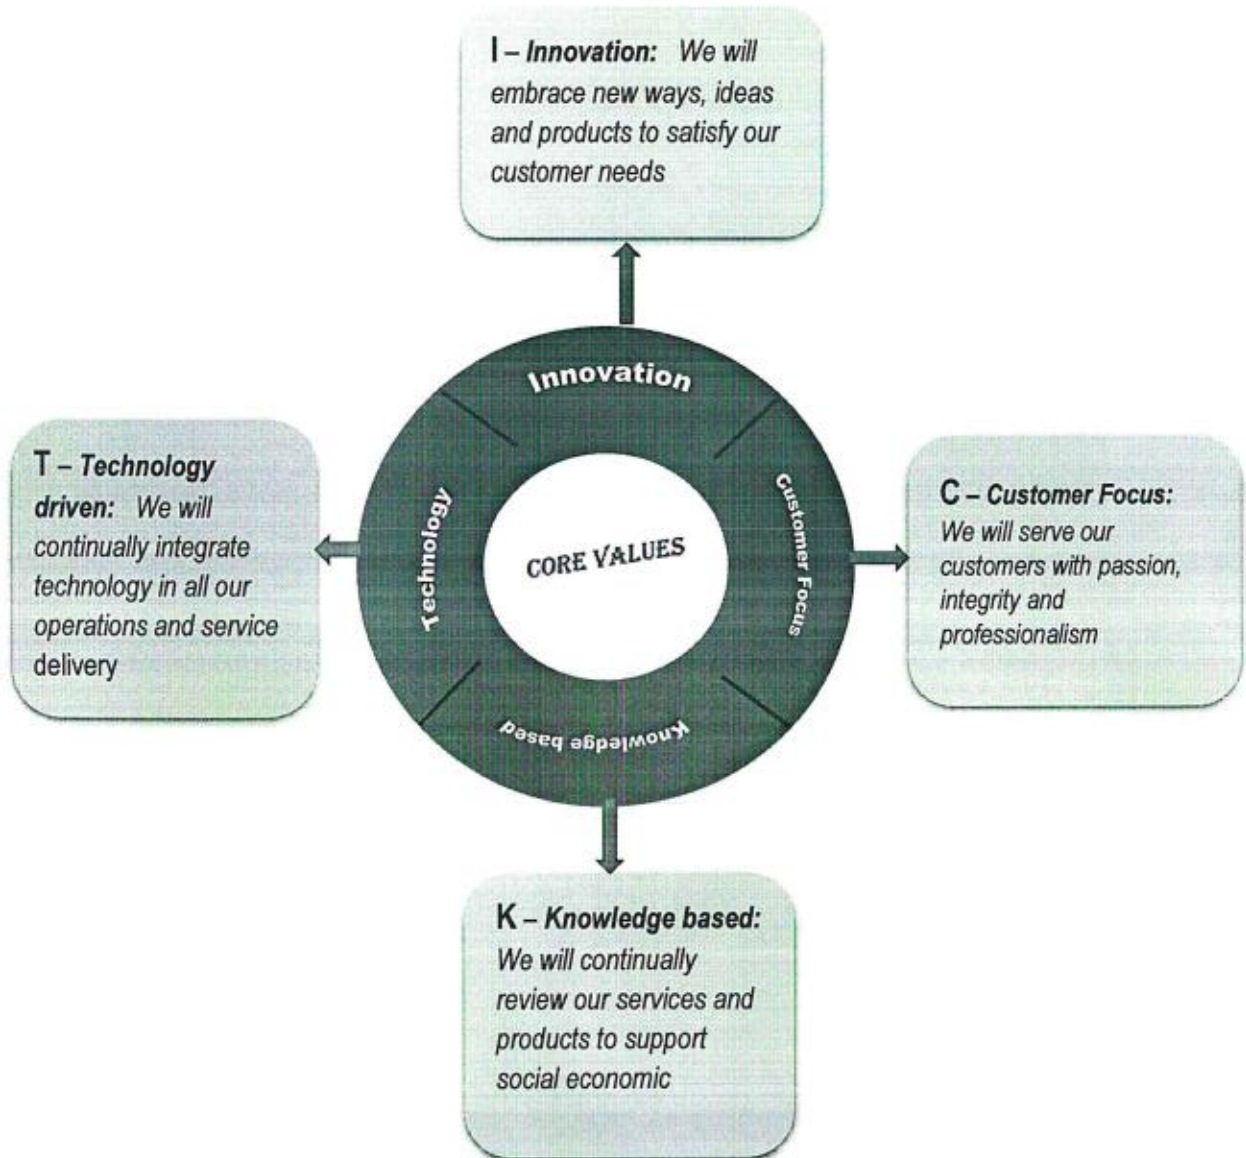 I – Innovation: We will
embrace new ways, ideas
and products to satisfy our
customer needs
Innovation
T – Technology
driven: We will
continually integrate
technology in all our
operations and service
delivery
Technology
CORE VALUES
Customer Focus
C – Customer Focus:
We will serve our
customers with passion,
integrity and
professionalism
Knowledge based
K – Knowledge based:
We will continually
review our services and
products to support
social economic